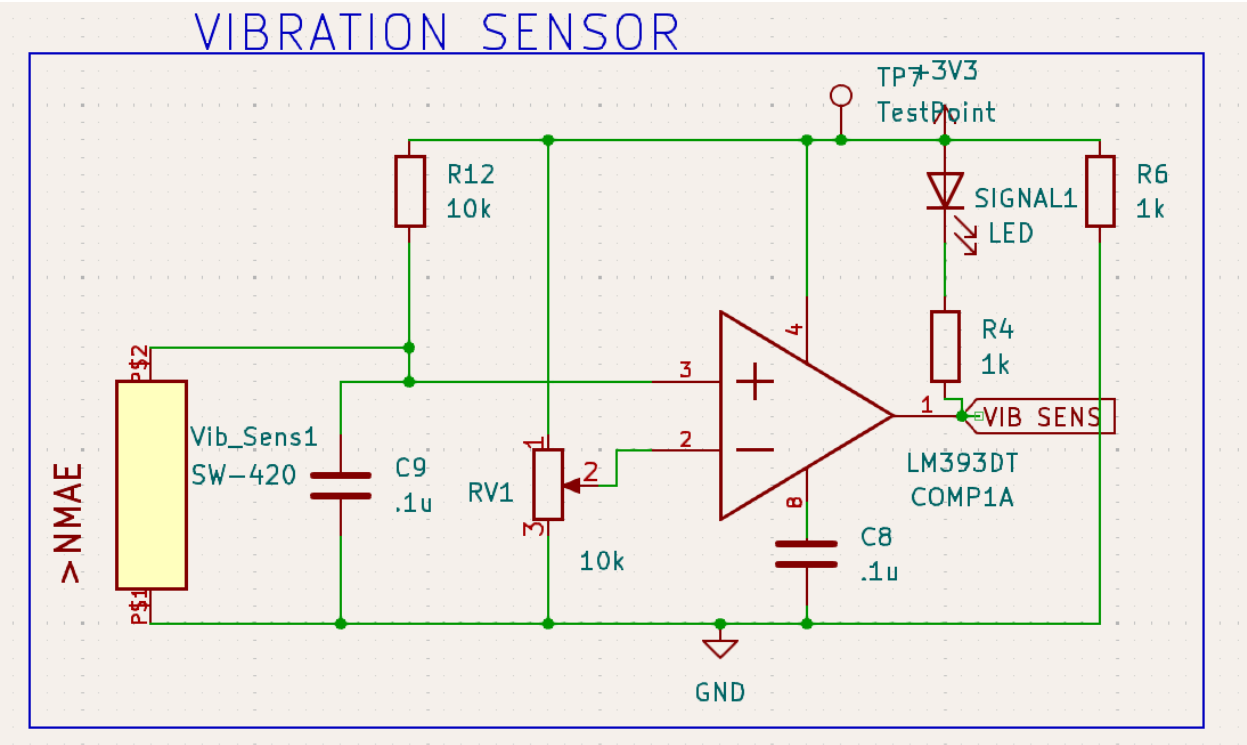 VIBRATION SENSOR
TP7
+3V3
TestPoint
R12
10k
R6
1k
SIGNAL1
LED
4
R4
1k
P$2
3
1
VIB SENS
Vib_Sens1
SW-420
1
2
C9
.1u
2
RV1
LM393DT
COMP1A
>NMAE
8
3
10k
C8
.1u
P$1
GND